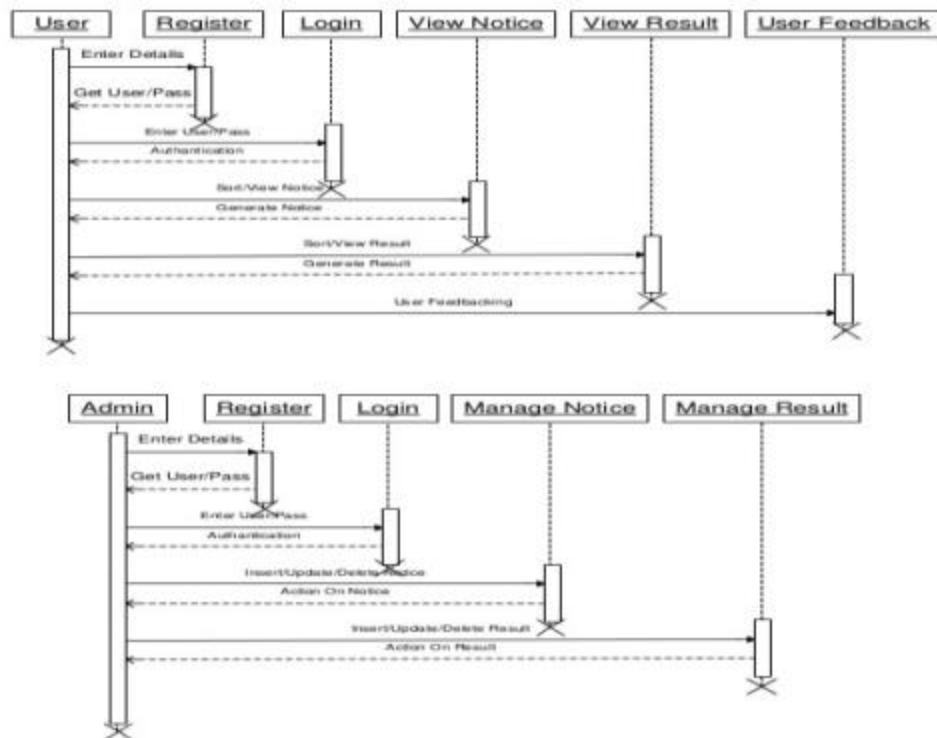 User Register Login View Notice View Result User Feedback
Enter Details
Get User/Pass
Enter User/Pass
Authantication
Sort/View Notice
Generate Notice
Sort/View Result
Generate Result
User Feedbacking
Admin Register Login Manage Notice Manage Result
Enter Details
Get User/Pass
Enter User/Pass
Authantication
Insert/Update/Delete Notice
Action On Notice
Insert/Update/Delete Result
Action On Result